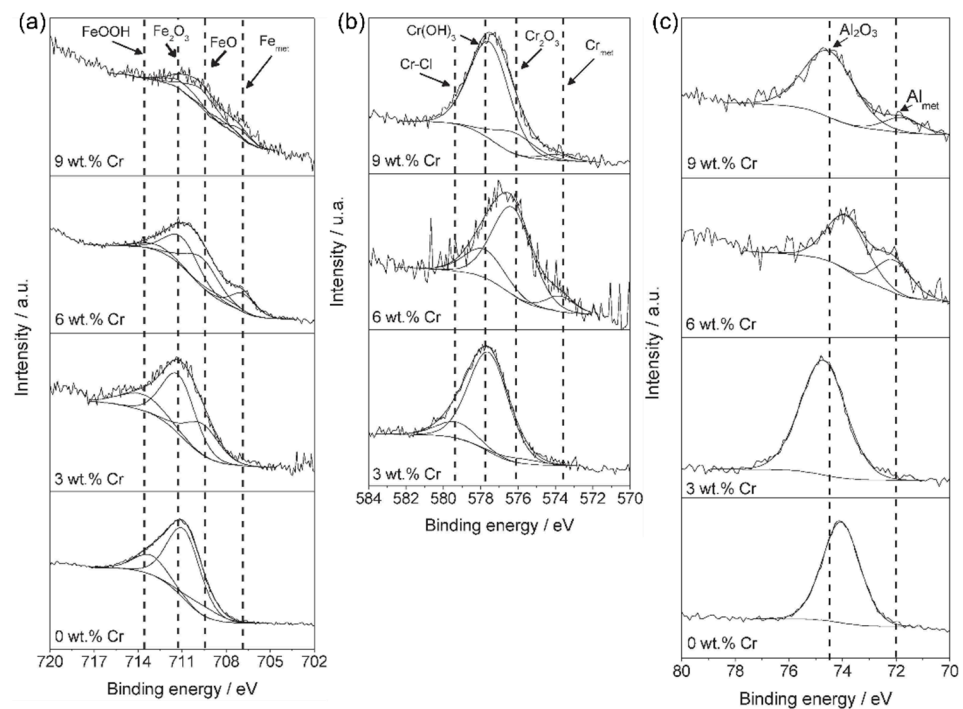 (a)
FeOOH
Fe2O3
FeO
Femet
9 wt.% Cr
6 wt.% Cr
3 wt.% Cr
0 wt.% Cr
Inrtensity / a.u.
720 717 714 711 708 705 702
Binding energy / eV
(b)
Cr(OH)3
Cr2O3
Cr-Cl
Crmet
9 wt.% Cr
6 wt.% Cr
3 wt.% Cr
Intensity / u.a.
584 582 580 578 576 574 572 570
Binding energy / eV
(c)
Al2O3
Almet
9 wt.% Cr
6 wt.% Cr
3 wt.% Cr
0 wt.% Cr
Intensity / a.u.
80 78 76 74 72 70
Binding energy / eV